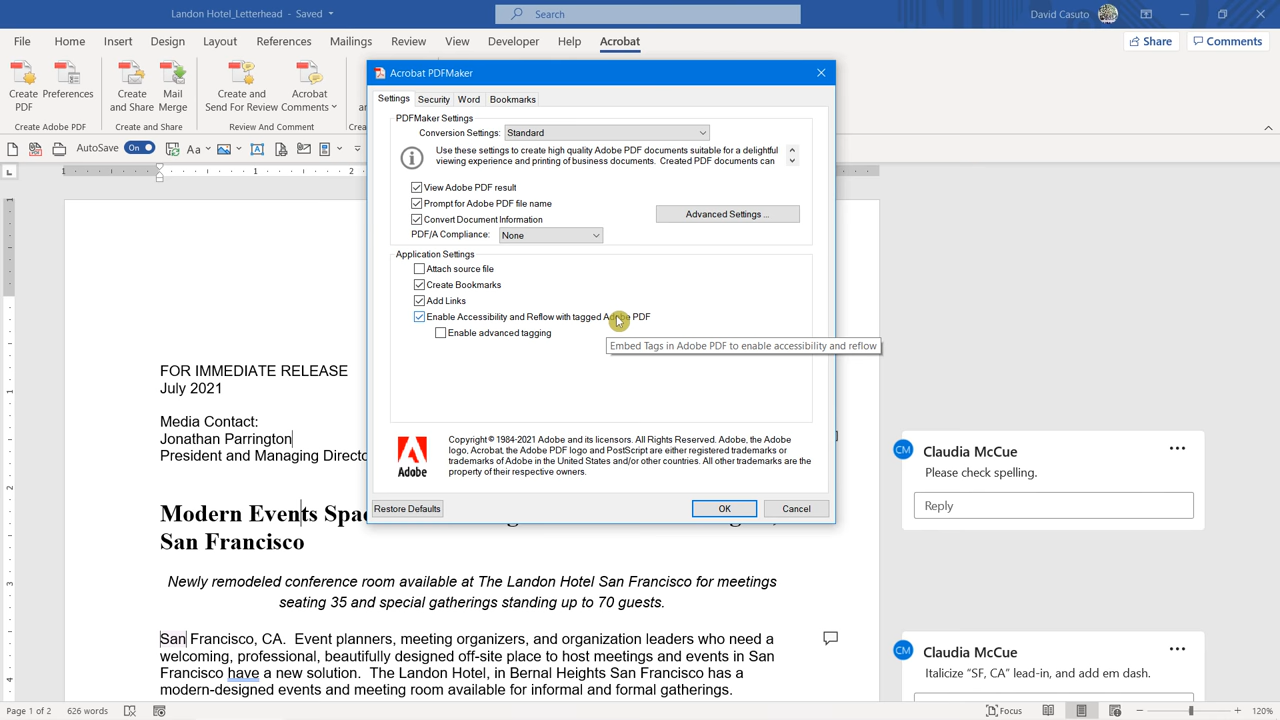 Landon Hotel_Letterhead - Saved
Search
David Casuto
File Home Insert Design Layout References Mailings Review View Developer Help Acrobat
Share Comments
Create PDF
Preferences
Create and Share
Mail Merge
Create and Send For Review
Acrobat Comments
Create Adobe PDF
Create and Share
Review And Comment
AutoSave On
Aa
1 1 2
Acrobat PDFMaker
Settings Security Word Bookmarks
PDFMaker Settings
Conversion Settings: Standard
Use these settings to create high quality Adobe PDF documents suitable for a delightful
viewing experience and printing of business documents. Created PDF documents can
View Adobe PDF result
Prompt for Adobe PDF file name
Convert Document Information
Advanced Settings ...
PDF/A Compliance: None
Application Settings
Attach source file
Create Bookmarks
Add Links
Enable Accessibility and Reflow with tagged Adobe PDF
Enable advanced tagging
Embed Tags in Adobe PDF to enable accessibility and reflow
Adobe
Copyright © 1984-2021 Adobe and its licensors. All Rights Reserved. Adobe, the Adobe
logo, Acrobat, the Adobe PDF logo and PostScript are either registered trademarks or
trademarks of Adobe in the United States and/or other countries. All other trademarks are the
property of their respective owners.
Restore Defaults OK Cancel
FOR IMMEDIATE RELEASE
July 2021
Media Contact:
Jonathan Parrington
President and Managing Directo
Modern Events Spac
San Francisco
Newly remodeled conference room available at The Landon Hotel San Francisco for meetings
seating 35 and special gatherings standing up to 70 guests.
San Francisco, CA. Event planners, meeting organizers, and organization leaders who need a
welcoming, professional, beautifully designed off-site place to host meetings and events in San
Francisco have a new solution. The Landon Hotel, in Bernal Heights San Francisco has a
modern-designed events and meeting room available for informal and formal gatherings.
CM Claudia McCue
Please check spelling.
Reply
CM Claudia McCue
Italicize “SF, CA” lead-in, and add em dash.
Page 1 of 2 626 words
Focus
120%